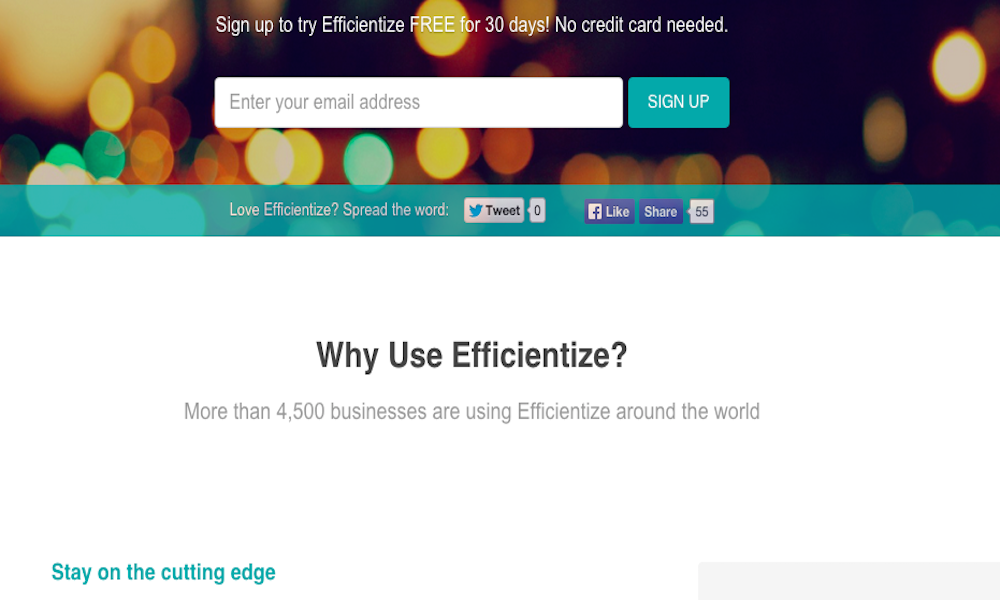 Sign up to try Efficientize FREE for 30 days! No credit card needed.
Enter your email address SIGN UP
Love Efficientize? Spread the word: Tweet 0 Like Share 55
Why Use Efficientize?
More than 4,500 businesses are using Efficientize around the world
Stay on the cutting edge